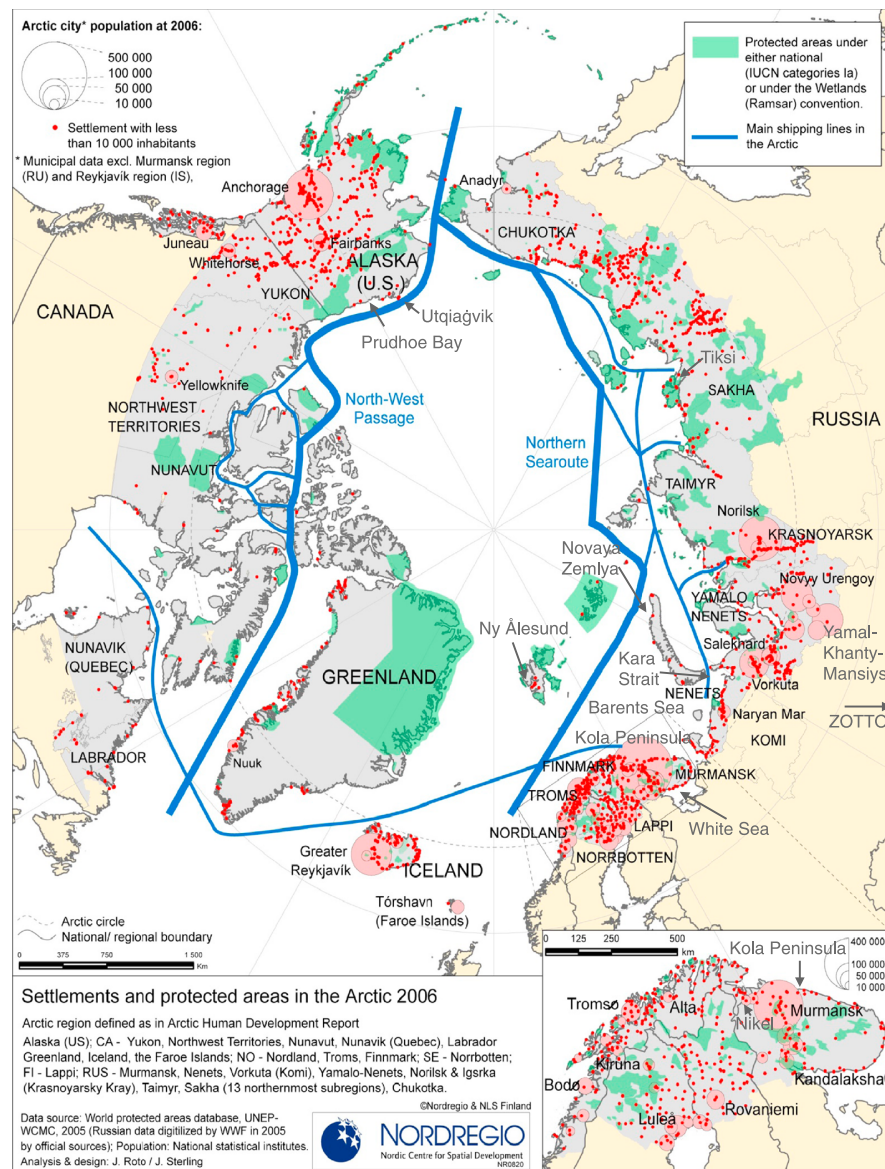 Arctic city* population at 2006:
500 000
100 000
50 000
10 000
Settlement with less
than 10 000 inhabitants
* Municipal data excl. Murmansk region
(RU) and Reykjavik region (IS),
Protected areas under
either national
(IUCN categories Ia)
or under the Wetlands
(Ramsar) convention.
Main shipping lines in
the Arctic
Anchorage
Anadyr
Juneau
Whitehorse
Fairbanks
ALASKA
(U.S.)
CHUKOTKA
CANADA
YUKON
Utqiaġvik
Prudhoe Bay
Tiksi
Yellowknife
NORTHWEST
TERRITORIES
North-West
Passage
SAKHA
RUSSIA
Northern
Searoute
NUNAVUT
TAIMYR
Norilsk
KRASNOYARSK
Novaya
Zemlya
Novyy Urengoy
YAMALO
NENETS
Ny Ålesund
NUNAVIK
(QUEBEC)
Salekhard
Yamal-
Khanty-
Mansiys
GREENLAND
Kara
Strait
NENETS
Vorkuta
Barents Sea
Naryan Mar
ZOTTO
Kola Peninsula
KOMI
LABRADOR
Nuuk
FINNMARK
MURMANSK
TROMS
White Sea
NORDLAND
LAPPI
NORRBOTTEN
Greater
Reykjavík
ICELAND
Tórshavn
(Faroe Islands)
Arctic circle
National/ regional boundary
0 375 750 1 500
Km
0 125 250 500
km
Kola Peninsula
400 000
100 000
50 000
10 000
Tromsø
Alta
Nikel
Murmansk
Kiruna
Kandalaksha
Bodø
Luleå
Rovaniemi
Settlements and protected areas in the Arctic 2006
Arctic region defined as in Arctic Human Development Report
Alaska (US); CA - Yukon, Northwest Territories, Nunavut, Nunavik (Quebec), Labrador
Greenland, Iceland, the Faroe Islands; NO - Nordland, Troms, Finnmark; SE - Norrbotten;
FI - Lappi; RUS - Murmansk, Nenets, Vorkuta (Komi), Yamalo-Nenets, Norilsk & Igsrka
(Krasnoyarsky Kray), Taimyr, Sakha (13 northernmost subregions), Chukotka.
©Nordregio & NLS Finland
Data source: World protected areas database, UNEP-
WCMC, 2005 (Russian data digitilized by WWF in 2005
by official sources); Population: National statistical institutes.
Analysis & design: J. Roto / J. Sterling
NORDREGIO
Nordic Centre for Spatial Development
NR0820